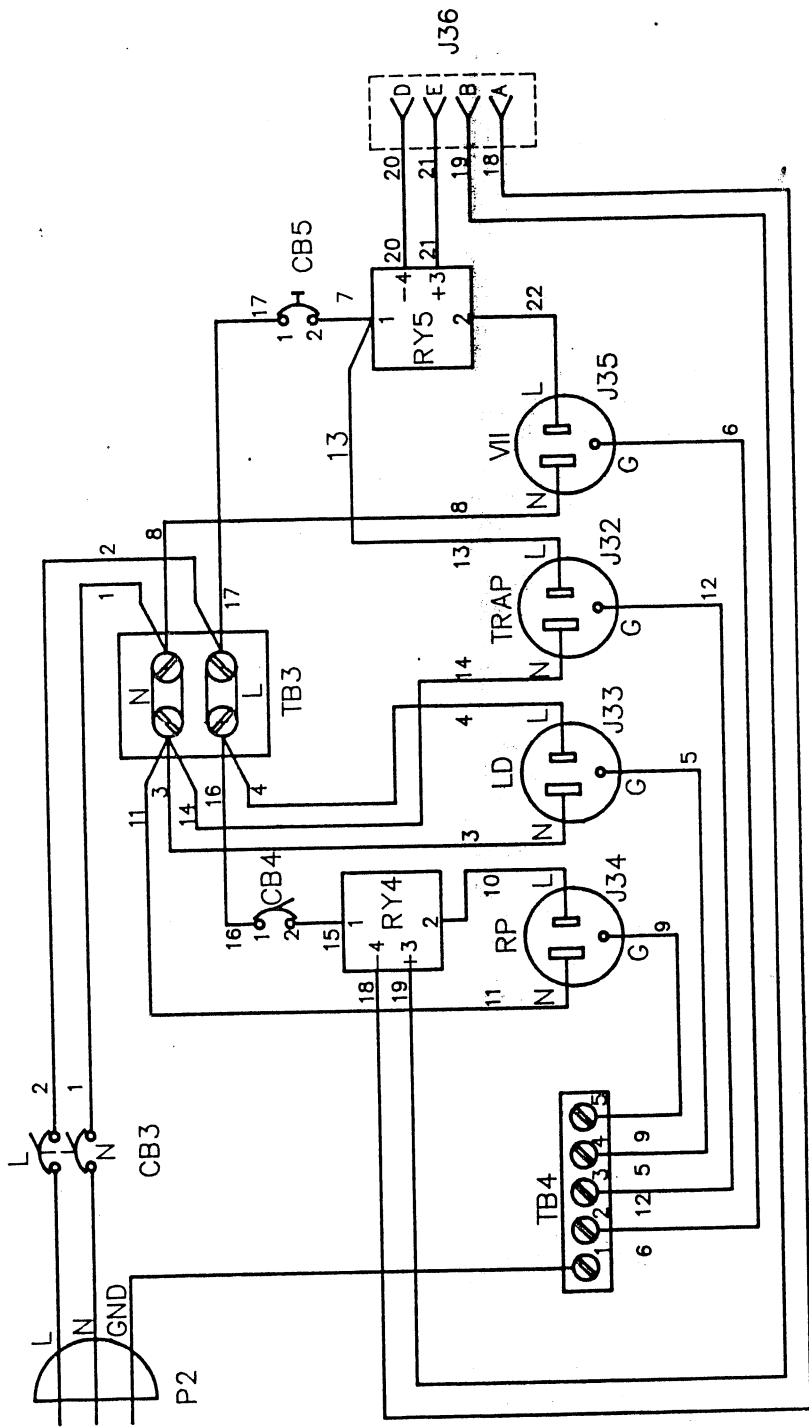 P2
L
N
GND
L
N
CB3
2
1
1
2
8
17
N
L
TB3
11
3
14
16
4
16
1
2
CB4
15
1
RY4
2
-4
+3
18
19
10
11
3
4
14
13
13
8
17
1
2
CB5
7
1
RY5
2
-4
+3
20
21
20
21
19
18
D
E
B
A
J36
22
RP
N
L
G
J34
9
LD
N
L
G
J33
5
TRAP
N
L
G
J32
12
VII
N
L
G
J35
6
TB4
1
2
3
4
5
6
12
5
9